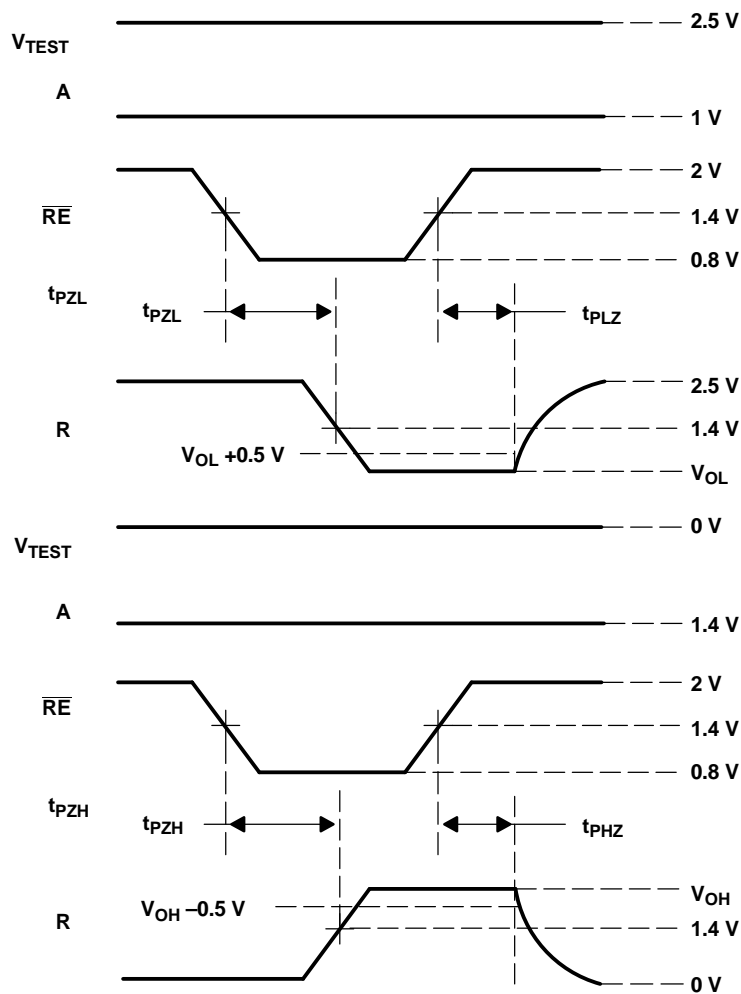 V_TEST
2.5 V
A
1 V
2 V
RE
1.4 V
0.8 V
t_PZL
t_PZL
t_PLZ
2.5 V
R
1.4 V
V_OL +0.5 V
V_OL
V_TEST
0 V
A
1.4 V
2 V
RE
1.4 V
0.8 V
t_PZH
t_PZH
t_PHZ
V_OH
V_OH –0.5 V
R
1.4 V
0 V